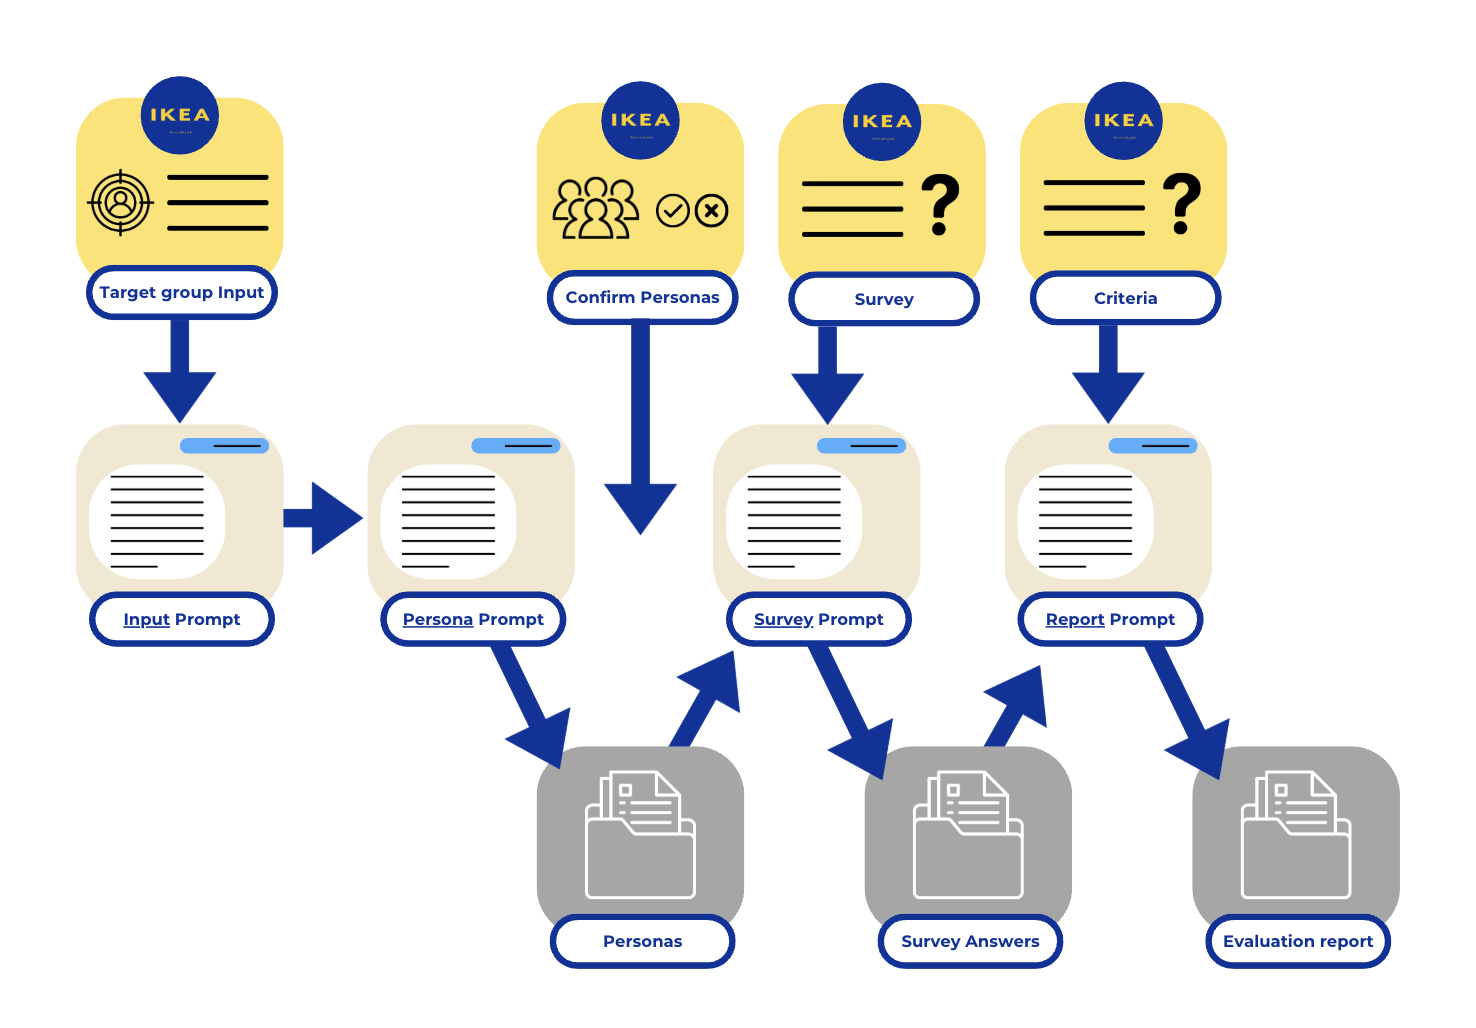 IKEA
IKEA
IKEA
IKEA
Target group Input
Confirm Personas
Survey
Criteria
Input Prompt
Persona Prompt
Survey Prompt
Report Prompt
Personas
Survey Answers
Evaluation report